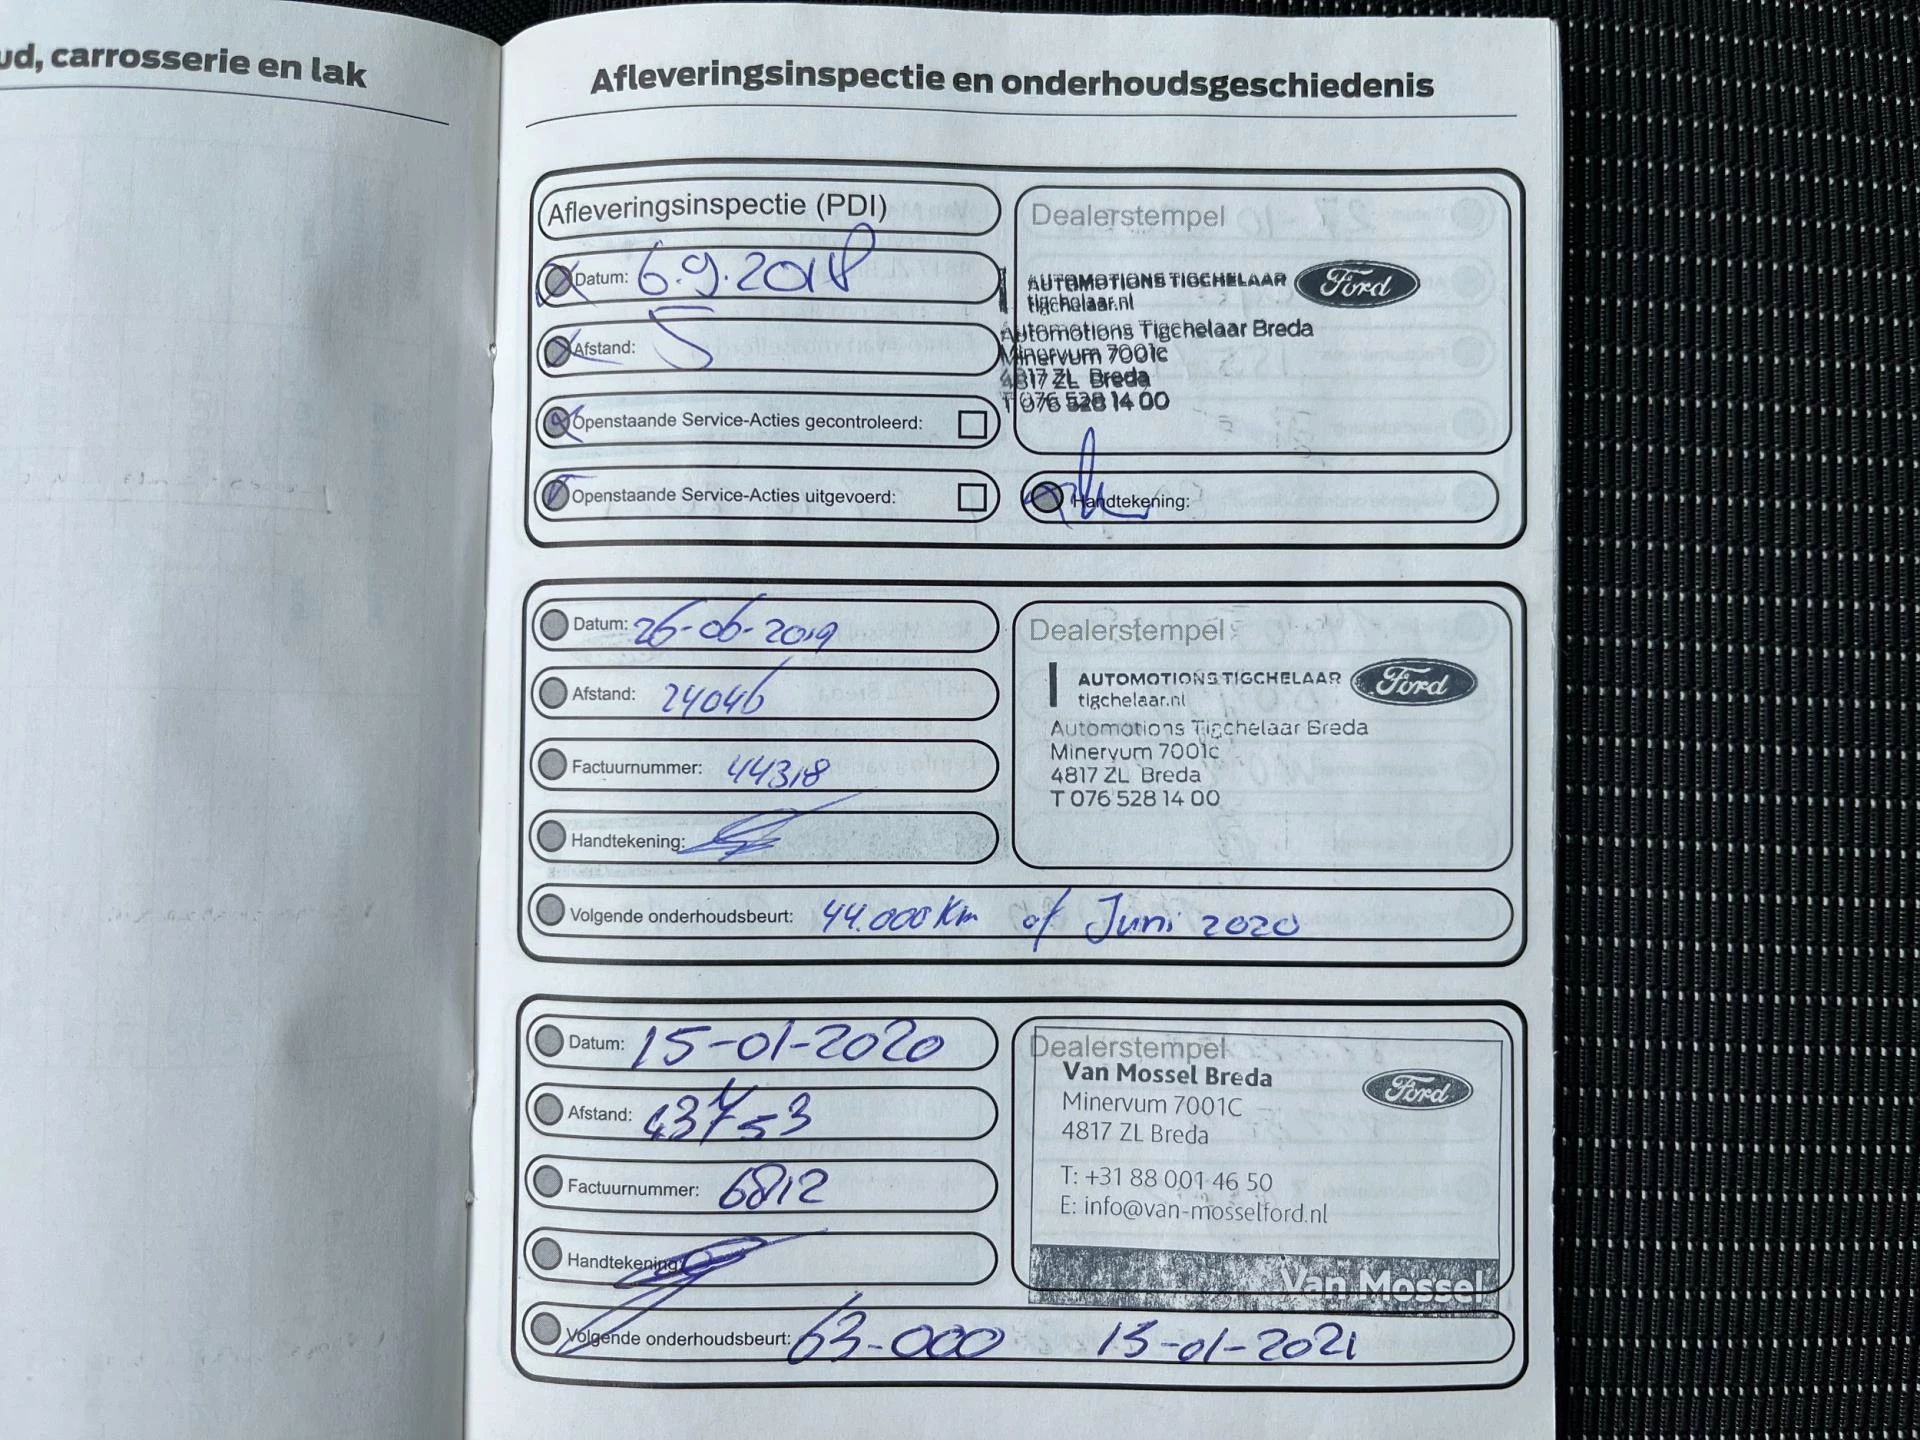 ud, carrosserie en lak
Afleveringsinspectie en onderhoudsgeschiedenis
Afleveringsinspectie (PDI)
Datum: 6.9.2018
Afstand: 5
Openstaande Service-Acties gecontroleerd:
Openstaande Service-Acties uitgevoerd:
Dealerstempel
AUTOMOTIONS TIGCHELAAR Ford
tigchelaar.nl
Automotions Tigchelaar Breda
Minervum 7001c
4817 ZL Breda
T 076 528 14 00
Handtekening:
Datum: 26-06-2019
Afstand: 24046
Factuurnummer: 44318
Handtekening:
Dealerstempel:
AUTOMOTIONS TIGCHELAAR Ford
tigchelaar.nl
Automotions Tigchelaar Breda
Minervum 7001c
4817 ZL Breda
T 076 528 14 00
Volgende onderhoudsbeurt: 44.000 Km of Juni 2020
Datum: 15-01-2020
Afstand:
Factuurnummer: 6812
Handtekening:
Dealerstempel
Van Mossel Breda Ford
Minervum 7001C
4817 ZL Breda
T: +31 88 001 46 50
E: info@van-mosselford.nl
Van Mossel
Volgende onderhoudsbeurt: 63-000 15-01-2021